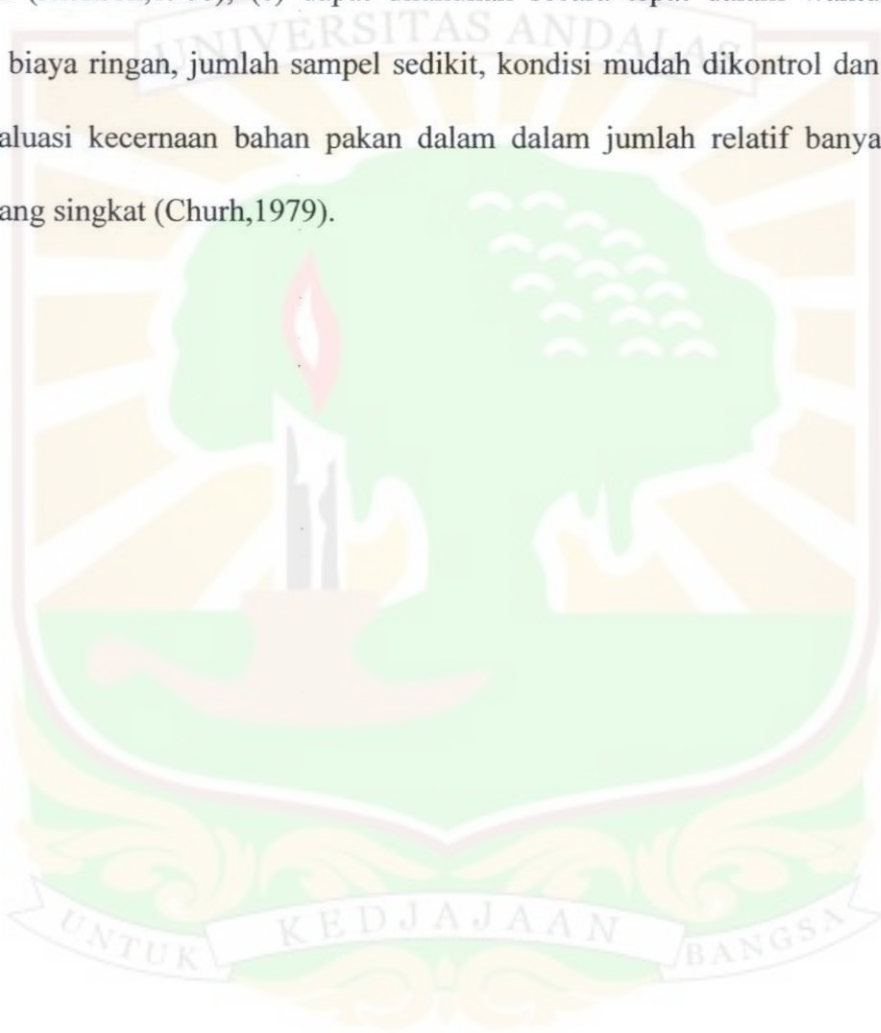 biaya ringan, jumlah sampel sedikit, kondisi mudah dikontrol dan
aluasi kecernaan bahan pakan dalam dalam jumlah relatif banya
ang singkat (Churh,1979).
UNIVERSITAS ANDALAS
UNTUK KEDJAJAAN BANGSA